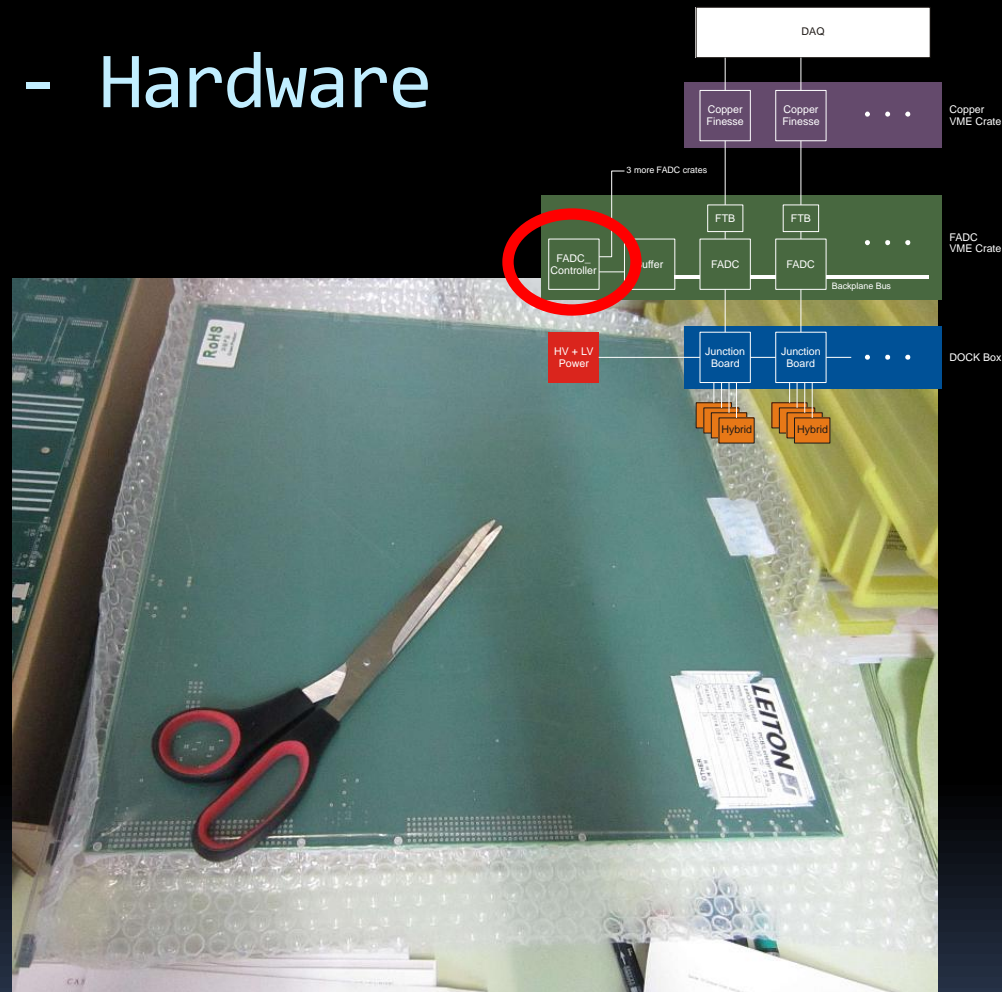 - Hardware
DAQ
Copper
Finesse
Copper
Finesse
• • •
Copper
VME Crate
3 more FADC crates
FTB
FTB
FADC_
Controller
uffer
FADC
FADC
• • •
FADC
VME Crate
Backplane Bus
HV + LV
Power
Junction
Board
Junction
Board
• • •
DOCK Box
Hybrid
Hybrid
RoHS
LEITON
OTHER